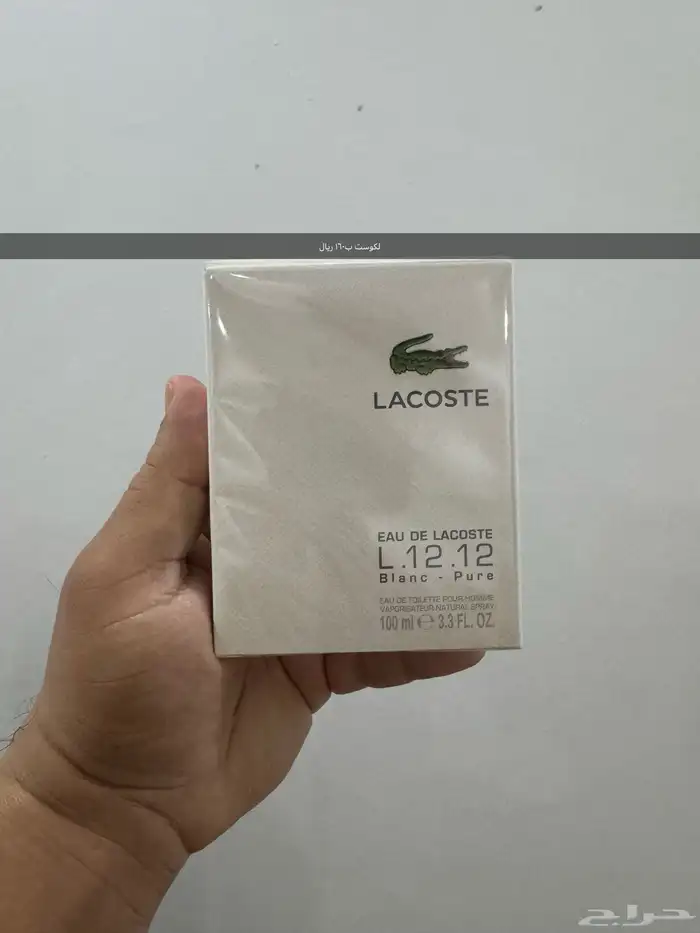 لكوست ب١٦٠ ريال
LACOSTE
EAU DE LACOSTE
L.12.12
Blanc - Pure
EAU DE TOILETTE POUR HOMME
VAPORISATEUR NATURAL SPRAY
100 ml ℮ 3.3 FL. OZ.
حراج